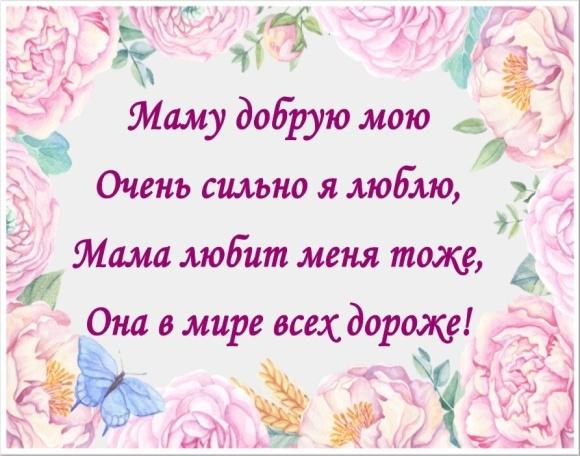 Маму добрую мою
Очень сильно я люблю,
Мама любит меня тоже,
Она в мире всех дороже!